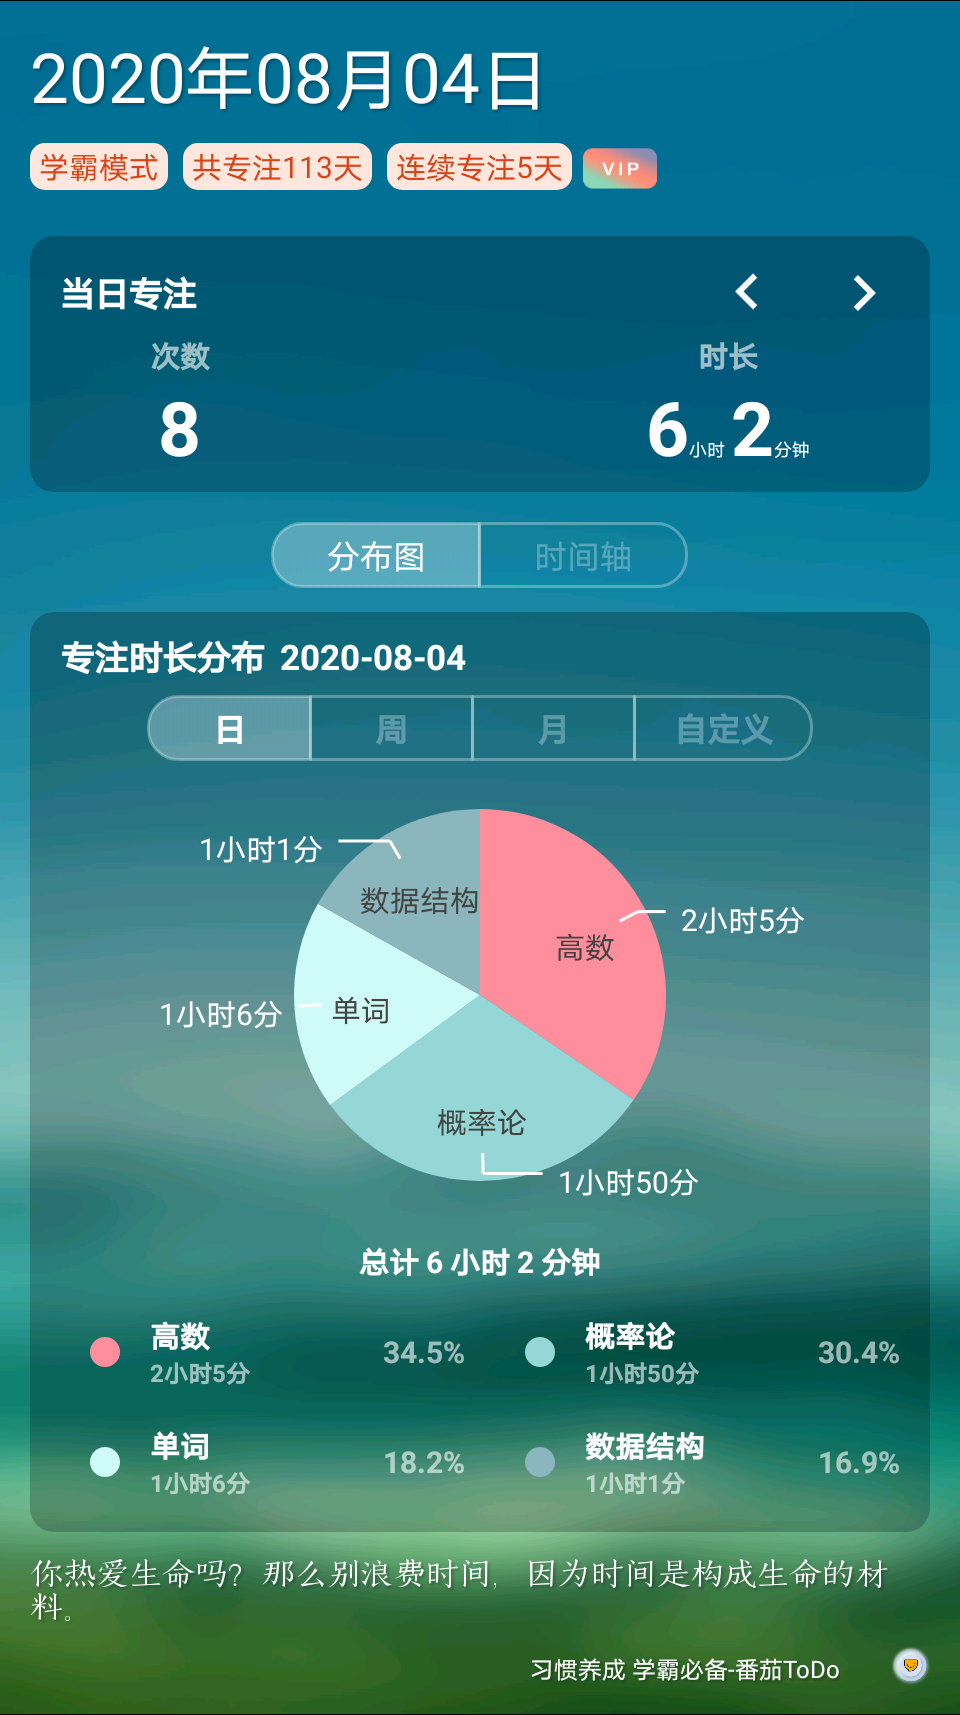 2020年08月04日
学霸模式 共专注113天 连续专注5天 VIP
当日专注
次数 时长
8 6小时 2分钟
分布图 时间轴
专注时长分布 2020-08-04
日 周 月 自定义
1小时1分
数据结构
2小时5分
高数
1小时6分
单词
概率论
1小时50分
总计 6 小时 2 分钟
高数 34.5%
2小时5分
概率论 30.4%
1小时50分
单词 18.2%
1小时6分
数据结构 16.9%
1小时1分
你热爱生命吗？那么别浪费时间，因为时间是构成生命的材
料。
习惯养成 学霸必备-番茄ToDo